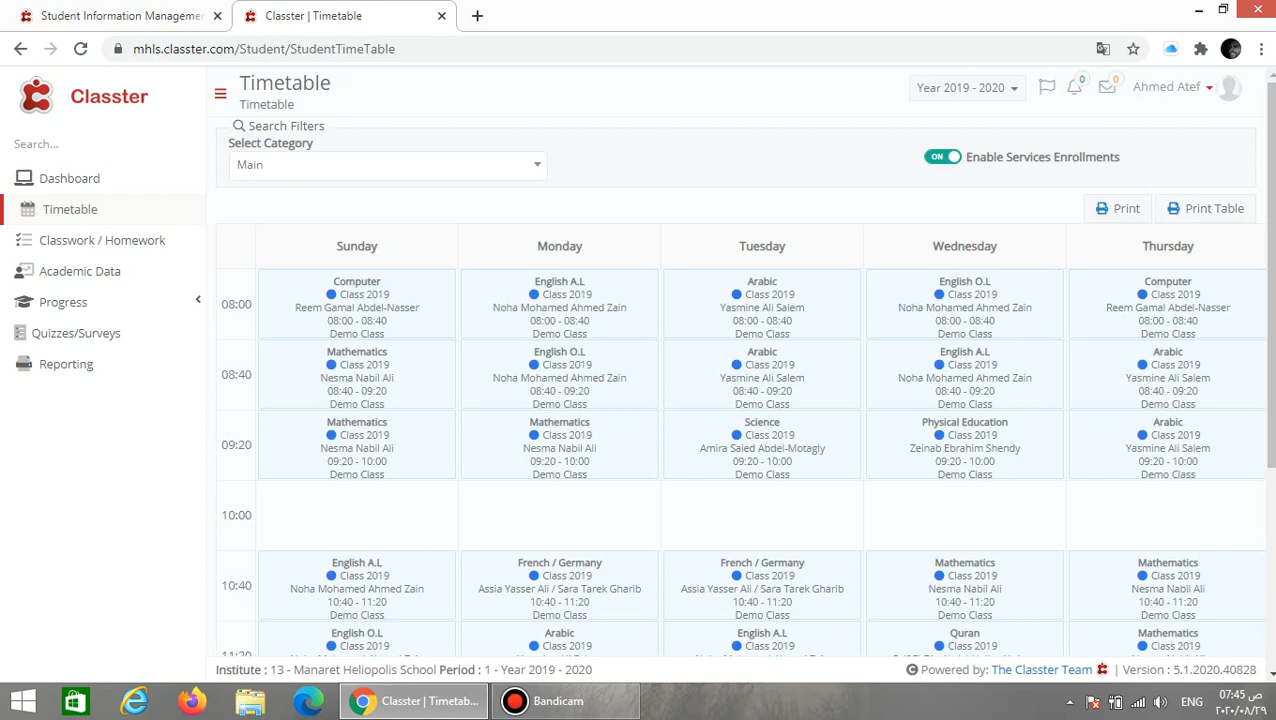 Student Information Managemen
Classter | Timetable
mhls.classter.com/Student/StudentTimeTable
Classter
Timetable
Timetable
Year 2019 - 2020
0
0
Ahmed Atef
Search...
Dashboard
Timetable
Classwork / Homework
Academic Data
Progress
Quizzes/Surveys
Reporting
Search Filters
Select Category
Main
ON Enable Services Enrollments
Print
Print Table
Sunday Monday Tuesday Wednesday Thursday
08:00
Computer
Class 2019
Reem Gamal Abdel-Nasser
08:00 - 08:40
Demo Class
English A.L
Class 2019
Noha Mohamed Ahmed Zain
08:00 - 08:40
Demo Class
Arabic
Class 2019
Yasmine Ali Salem
08:00 - 08:40
Demo Class
English O.L
Class 2019
Noha Mohamed Ahmed Zain
08:00 - 08:40
Demo Class
Computer
Class 2019
Reem Gamal Abdel-Nasser
08:00 - 08:40
Demo Class
08:40
Mathematics
Class 2019
Nesma Nabil Ali
08:40 - 09:20
Demo Class
English O.L
Class 2019
Noha Mohamed Ahmed Zain
08:40 - 09:20
Demo Class
Arabic
Class 2019
Yasmine Ali Salem
08:40 - 09:20
Demo Class
English A.L
Class 2019
Noha Mohamed Ahmed Zain
08:40 - 09:20
Demo Class
Arabic
Class 2019
Yasmine Ali Salem
08:40 - 09:20
Demo Class
09:20
Mathematics
Class 2019
Nesma Nabil Ali
09:20 - 10:00
Demo Class
Mathematics
Class 2019
Nesma Nabil Ali
09:20 - 10:00
Demo Class
Science
Class 2019
Amira Saied Abdel-Motagly
09:20 - 10:00
Demo Class
Physical Education
Class 2019
Zeinab Ebrahim Shendy
09:20 - 10:00
Demo Class
Arabic
Class 2019
Yasmine Ali Salem
09:20 - 10:00
Demo Class
10:00
10:40
English A.L
Class 2019
Noha Mohamed Ahmed Zain
10:40 - 11:20
Demo Class
French / Germany
Class 2019
Assia Yasser Ali / Sara Tarek Gharib
10:40 - 11:20
Demo Class
French / Germany
Class 2019
Assia Yasser Ali / Sara Tarek Gharib
10:40 - 11:20
Demo Class
Mathematics
Class 2019
Nesma Nabil Ali
10:40 - 11:20
Demo Class
Mathematics
Class 2019
Nesma Nabil Ali
10:40 - 11:20
Demo Class
11:20
English O.L
Class 2019
Arabic
Class 2019
English A.L
Class 2019
Quran
Class 2019
Mathematics
Class 2019
Institute : 13 - Manaret Heliopolis School Period : 1 - Year 2019 - 2020
Powered by: The Classter Team | Version : 5.1.2020.40828
Classter | Timetab...
Bandicam
ENG
07:45 ص
٢٠٢٠/٠٨/٢٩